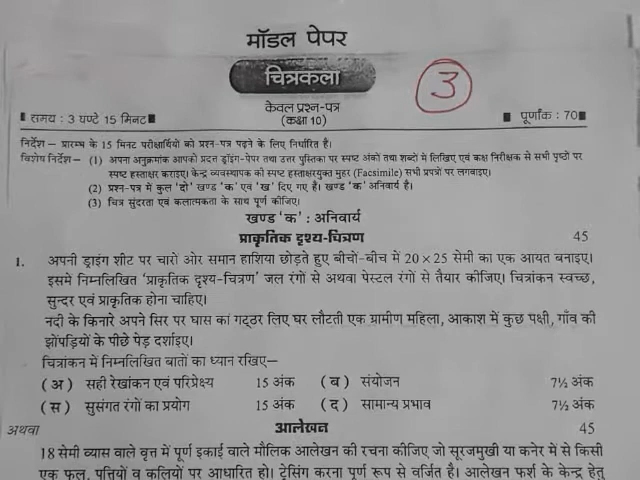 मॉडल पेपर
चित्रकला
3
केवल प्रश्न-पत्र
(कक्षा 10)
समय : 3 घण्टे 15 मिनट पूर्णांक : 70
निर्देश – प्रारम्भ के 15 मिनट परीक्षार्थियों को प्रश्न-पत्र पढ़ने के लिए निर्धारित हैं।
विशेष निर्देश – (1) अपना अनुक्रमांक आपको प्रदत्त ड्राइंग-पेपर तथा उत्तर पुस्तिका पर स्पष्ट अंकों तथा शब्दों में लिखिए एवं कक्ष निरीक्षक से सभी पृष्ठों पर
स्पष्ट हस्ताक्षर कराइए। केन्द्र व्यवस्थापक की स्पष्ट हस्ताक्षरयुक्त मुहर (Facsimile) सभी प्रपत्रों पर लगवाइए।
(2) प्रश्न-पत्र में कुल 'दो' खण्ड 'क' एवं 'ख' दिए गए हैं। खण्ड 'क' अनिवार्य है।
(3) चित्र सुंदरता एवं कलात्मकता के साथ पूर्ण कीजिए।
खण्ड 'क' : अनिवार्य
प्राकृतिक दृश्य-चित्रण 45
1. अपनी ड्राइंग शीट पर चारो ओर समान हाशिया छोड़ते हुए बीचो-बीच में 20 × 25 सेमी का एक आयत बनाइए।
इसमे निम्नलिखित 'प्राकृतिक दृश्य-चित्रण' जल रंगों से अथवा पेस्टल रंगों से तैयार कीजिए। चित्रांकन स्वच्छ,
सुन्दर एवं प्राकृतिक होना चाहिए।
नदी के किनारे अपने सिर पर घास का गट्ठर लिए घर लौटती एक ग्रामीण महिला, आकाश में कुछ पक्षी, गाँव की
झोंपड़ियों के पीछे पेड़ दर्शाइए।
चित्रांकन में निम्नलिखित बातों का ध्यान रखिए—
(अ) सही रेखांकन एवं परिप्रेक्ष्य 15 अंक (ब) संयोजन 7½ अंक
(स) सुसंगत रंगों का प्रयोग 15 अंक (द) सामान्य प्रभाव 7½ अंक
अथवा आलेखन 45
18 सेमी व्यास वाले वृत्त में पूर्ण इकाई वाले मौलिक आलेखन की रचना कीजिए जो सूरजमुखी या कनेर में से किसी
एक फूल, पत्तियों व कलियों पर आधारित हो। ट्रेसिंग करना पूर्ण रूप से वर्जित है। आलेखन फर्श के केन्द्र हेतु